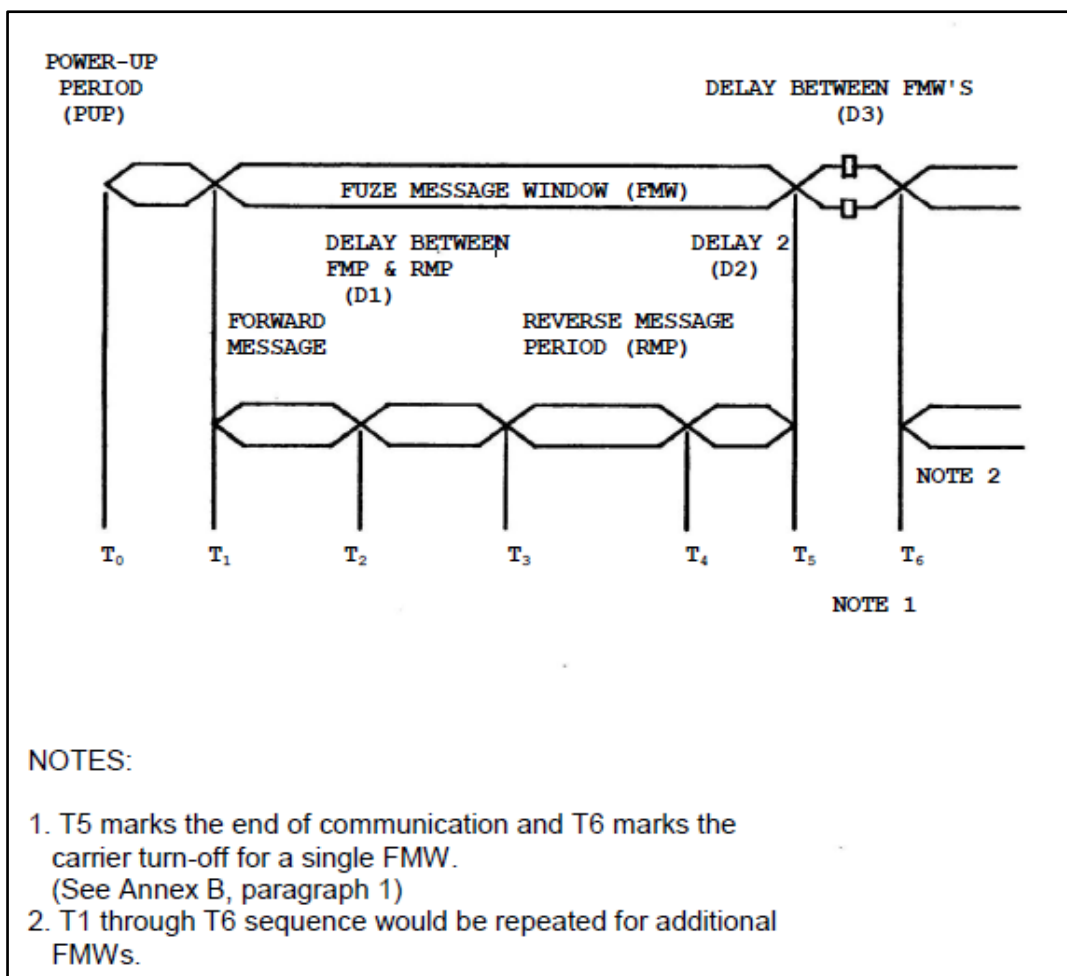 POWER-UP
PERIOD
(PUP)
DELAY BETWEEN FMW'S
(D3)
FUZE MESSAGE WINDOW (FMW)
DELAY BETWEEN
FMP & RMP
(D1)
DELAY 2
(D2)
FORWARD
MESSAGE
REVERSE MESSAGE
PERIOD (RMP)
NOTE 2
T₀ T₁ T₂ T₃ T₄ T₅ T₆
NOTE 1
NOTES:
1. T5 marks the end of communication and T6 marks the
carrier turn-off for a single FMW.
(See Annex B, paragraph 1)
2. T1 through T6 sequence would be repeated for additional
FMWs.